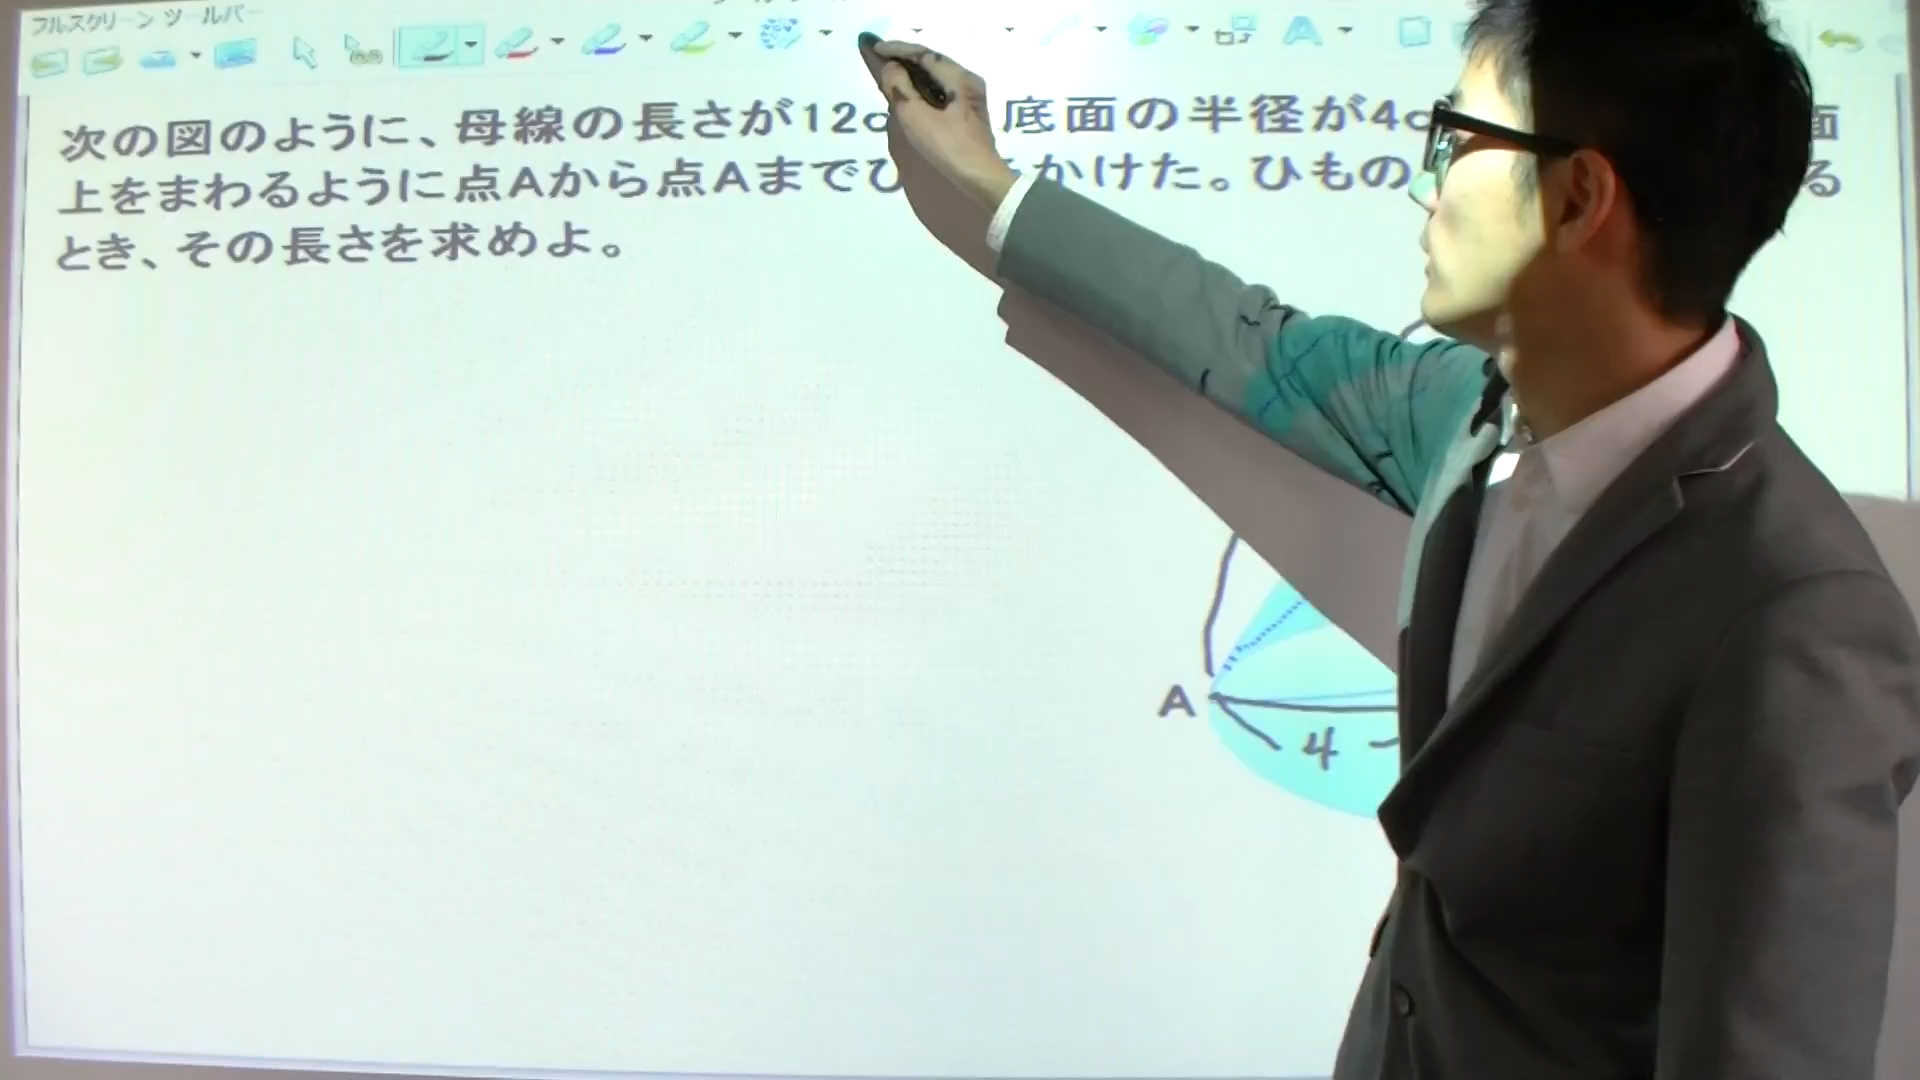 フルスクリーン ツールバー
次の図のように、母線の長さが12c 底面の半径が4c 面
上をまわるように点Aから点Aまでひ かけた。ひもの る
とき、その長さを求めよ。
A
4